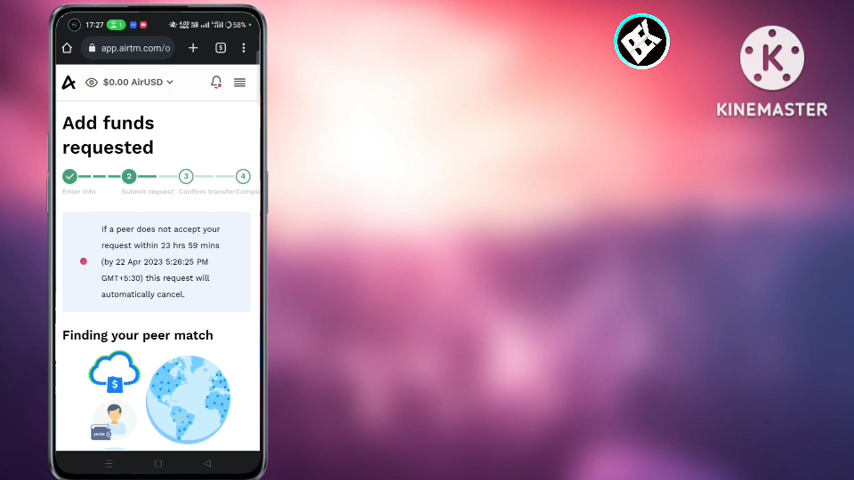 17:27
58%
app.airtm.com/o
5
$0.00 AirUSD
Add funds
requested
2
3
4
Enter info
Submit request
Confirm transfer
Comple
If a peer does not accept your
request within 23 hrs 59 mins
(by 22 Apr 2023 5:26:25 PM
GMT+5:30) this request will
automatically cancel.
Finding your peer match
$
K
KINEMASTER